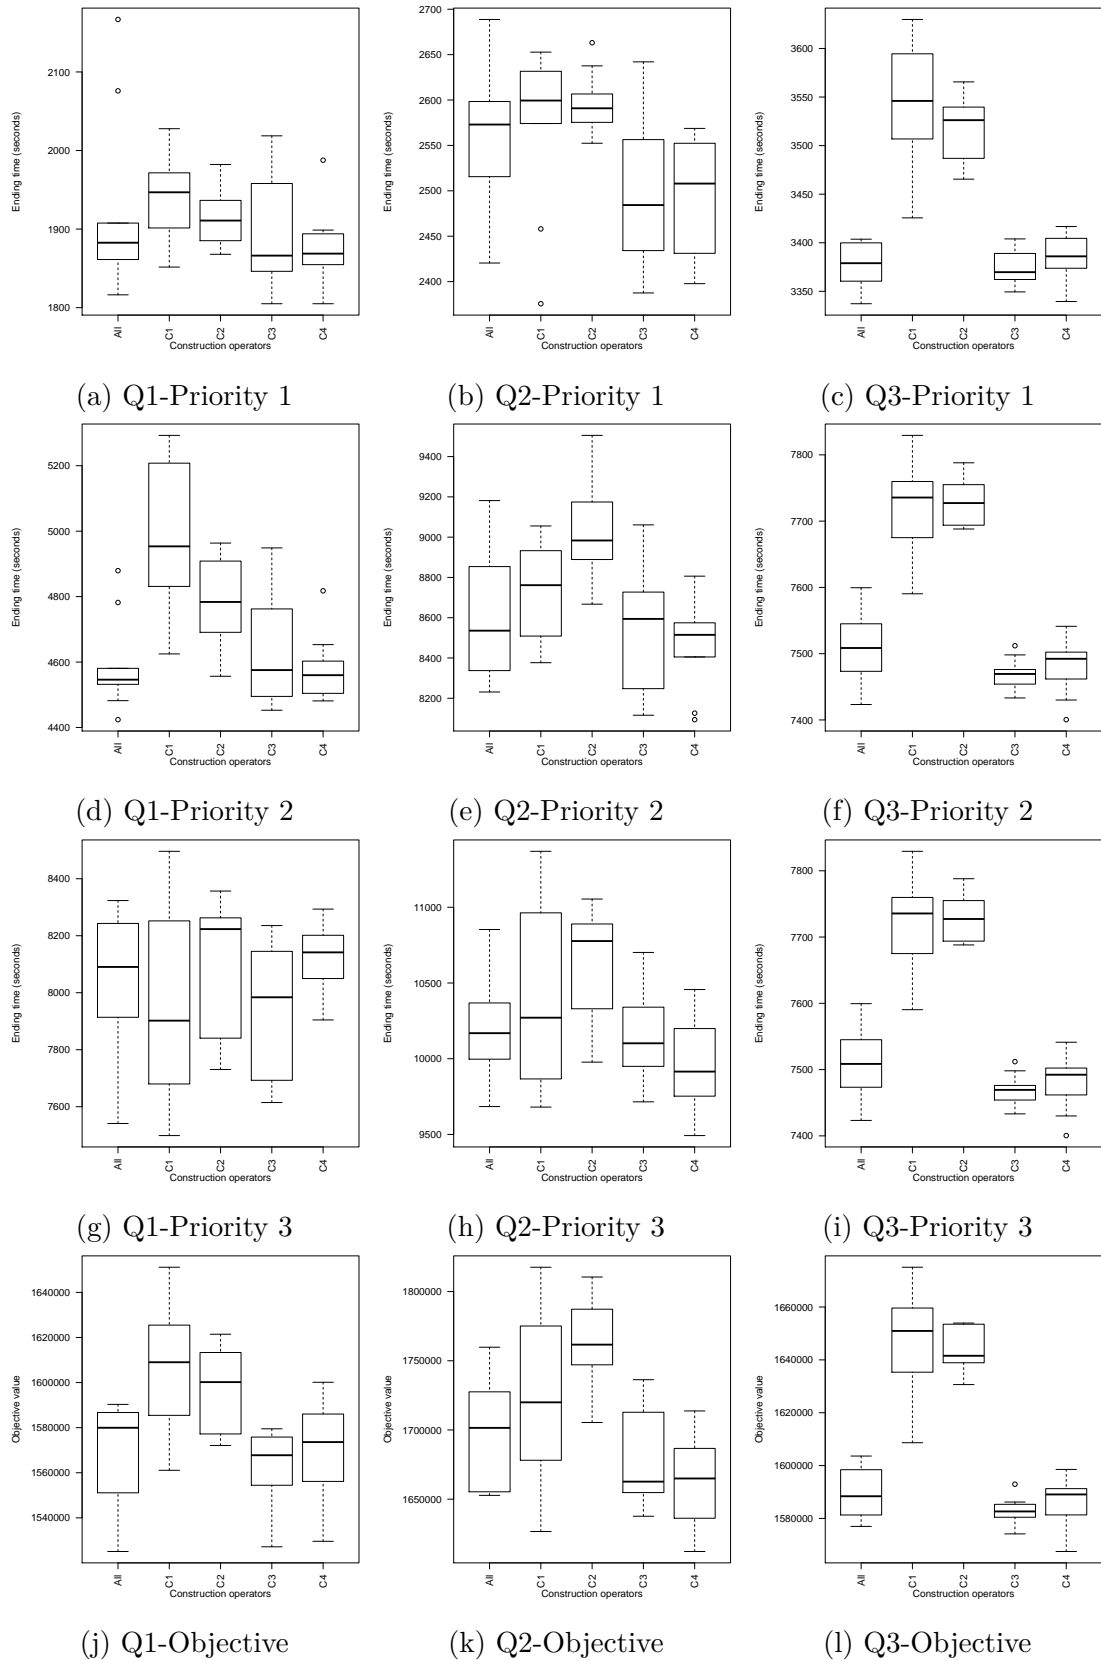 2100
2000
1900
1800
Ending time (seconds)
All
C1
C2
C3
C4
Construction operators
(a) Q1-Priority 1
2700
2650
2600
2550
2500
2450
2400
Ending time (seconds)
All
C1
C2
C3
C4
Construction operators
(b) Q2-Priority 1
3600
3550
3500
3450
3400
3350
Ending time (seconds)
All
C1
C2
C3
C4
Construction operators
(c) Q3-Priority 1
5200
5000
4800
4600
4400
Ending time (seconds)
All
C1
C2
C3
C4
Construction operators
(d) Q1-Priority 2
9400
9200
9000
8800
8600
8400
8200
Ending time (seconds)
All
C1
C2
C3
C4
Construction operators
(e) Q2-Priority 2
7800
7700
7600
7500
7400
Ending time (seconds)
All
C1
C2
C3
C4
Construction operators
(f) Q3-Priority 2
8400
8200
8000
7800
7600
Ending time (seconds)
All
C1
C2
C3
C4
Construction operators
(g) Q1-Priority 3
11000
10500
10000
9500
Ending time (seconds)
All
C1
C2
C3
C4
Construction operators
(h) Q2-Priority 3
7800
7700
7600
7500
7400
Ending time (seconds)
All
C1
C2
C3
C4
Construction operators
(i) Q3-Priority 3
1640000
1620000
1600000
1580000
1560000
1540000
Objective value
All
C1
C2
C3
C4
Construction operators
(j) Q1-Objective
1800000
1750000
1700000
1650000
Objective value
All
C1
C2
C3
C4
Construction operators
(k) Q2-Objective
1660000
1640000
1620000
1600000
1580000
Objective value
All
C1
C2
C3
C4
Construction operators
(l) Q3-Objective